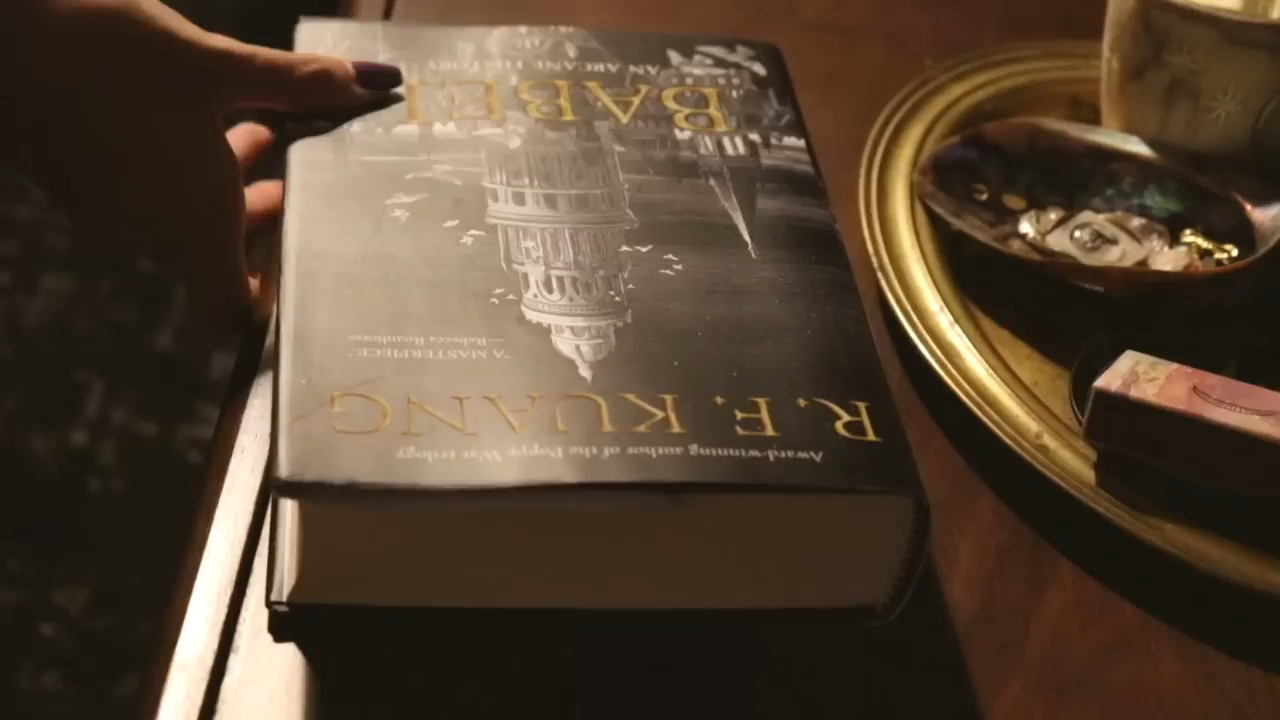 Award-winning author of the Poppy War trilogy
R.F. KUANG
'A MASTERPIECE.'
—Rebecca Roanhorse
BABEL
AN ARCANE HISTORY